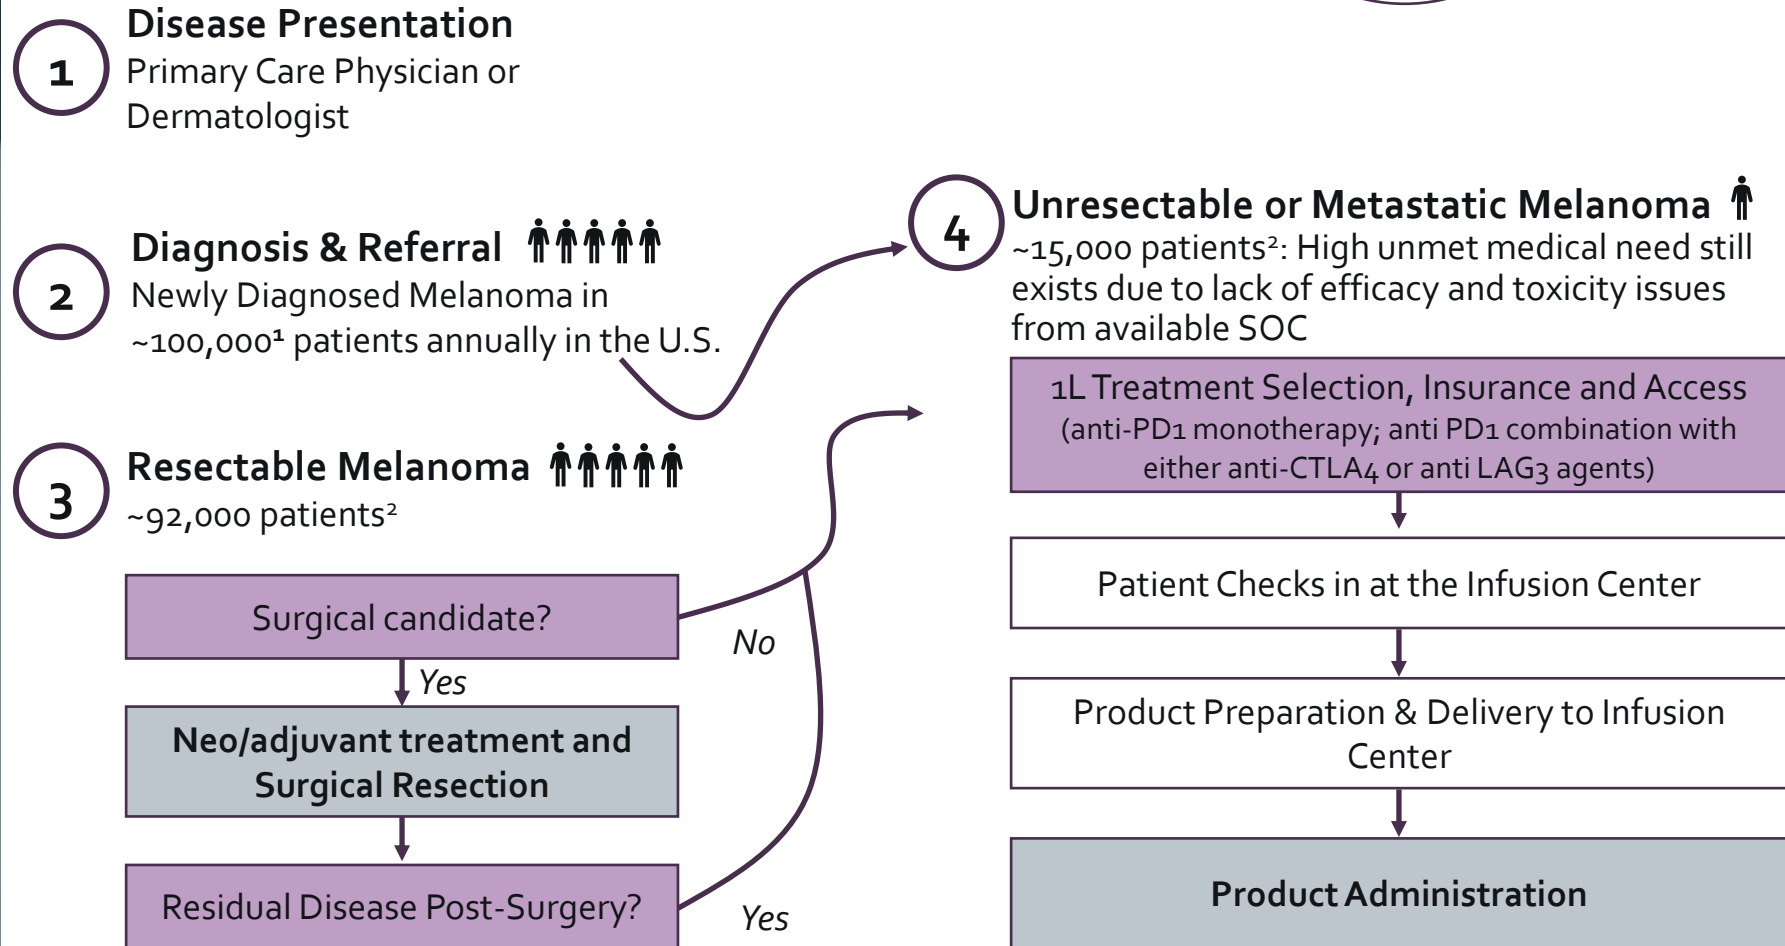 1
Disease Presentation
Primary Care Physician or
Dermatologist
2
Diagnosis & Referral
Newly Diagnosed Melanoma in
~100,000¹ patients annually in the U.S.
3
Resectable Melanoma
~92,000 patients²
Surgical candidate?
No
Yes
Neo/adjuvant treatment and
Surgical Resection
Residual Disease Post-Surgery?
Yes
4
Unresectable or Metastatic Melanoma
~15,000 patients²: High unmet medical need still
exists due to lack of efficacy and toxicity issues
from available SOC
1L Treatment Selection, Insurance and Access
(anti-PD1 monotherapy; anti PD1 combination with
either anti-CTLA4 or anti LAG3 agents)
Patient Checks in at the Infusion Center
Product Preparation & Delivery to Infusion
Center
Product Administration